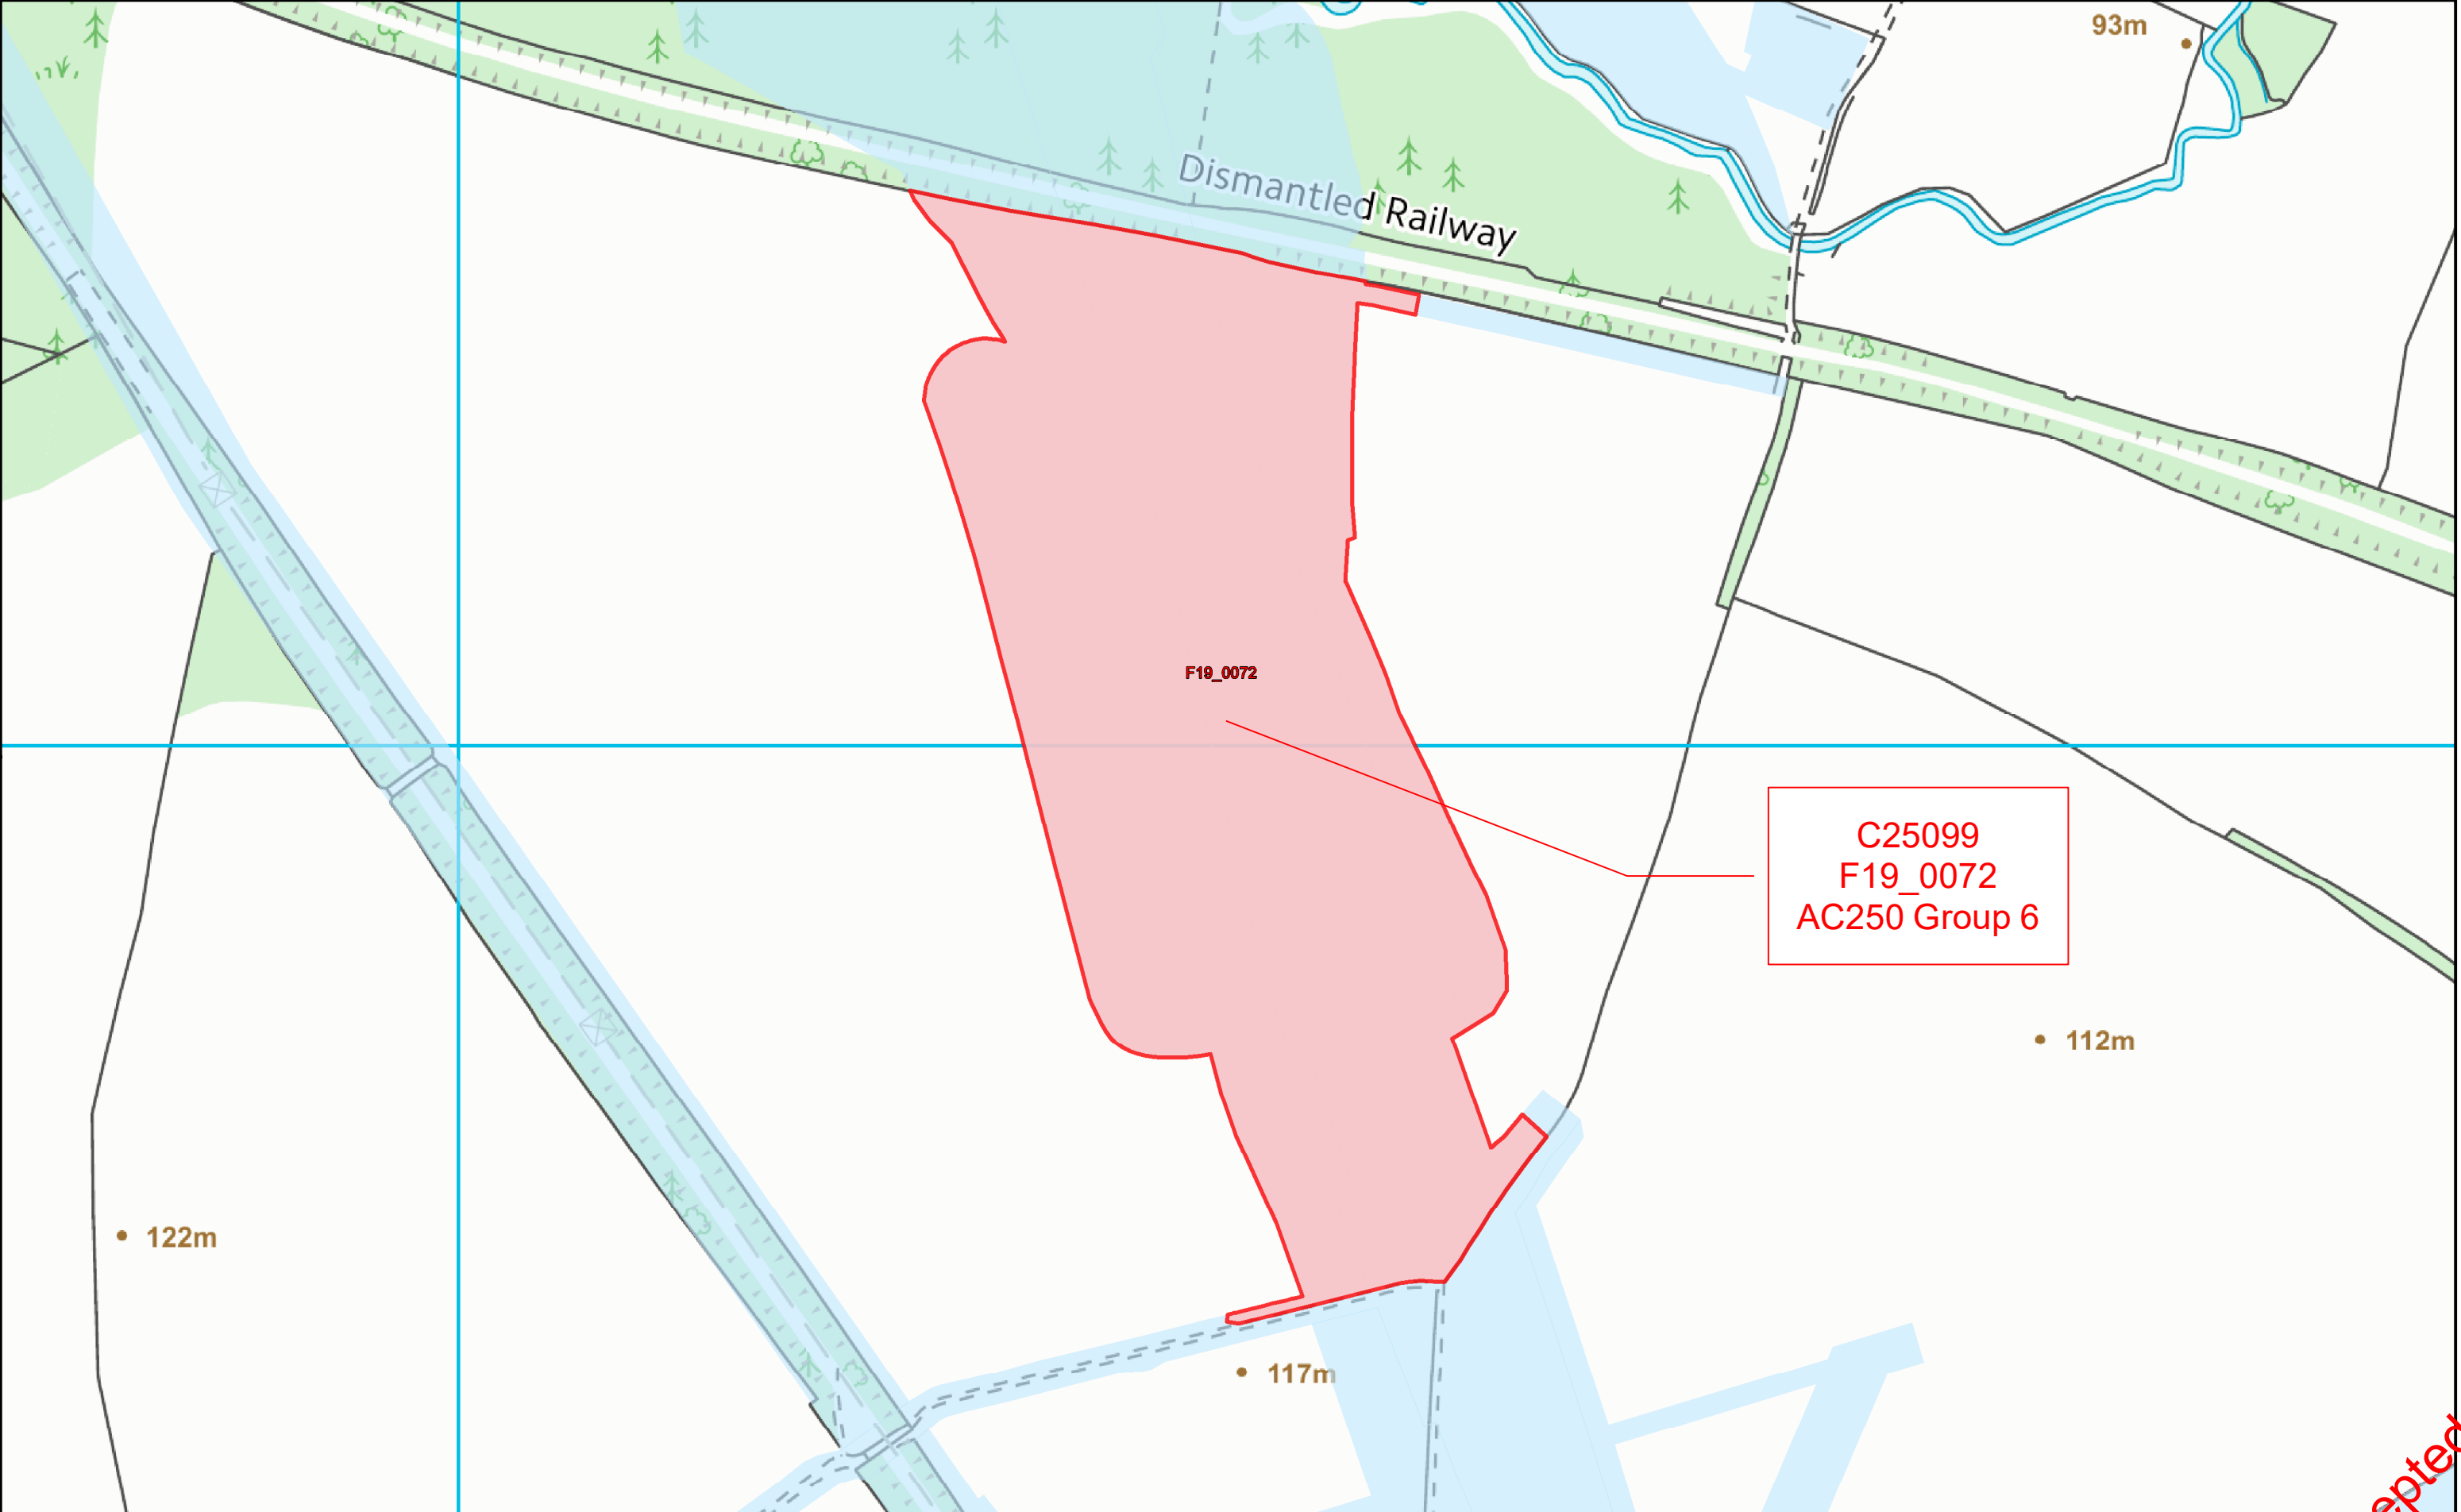 93m
Dismantled Railway
F19_0072
C25099
F19_0072
AC250 Group 6
112m
122m
117m